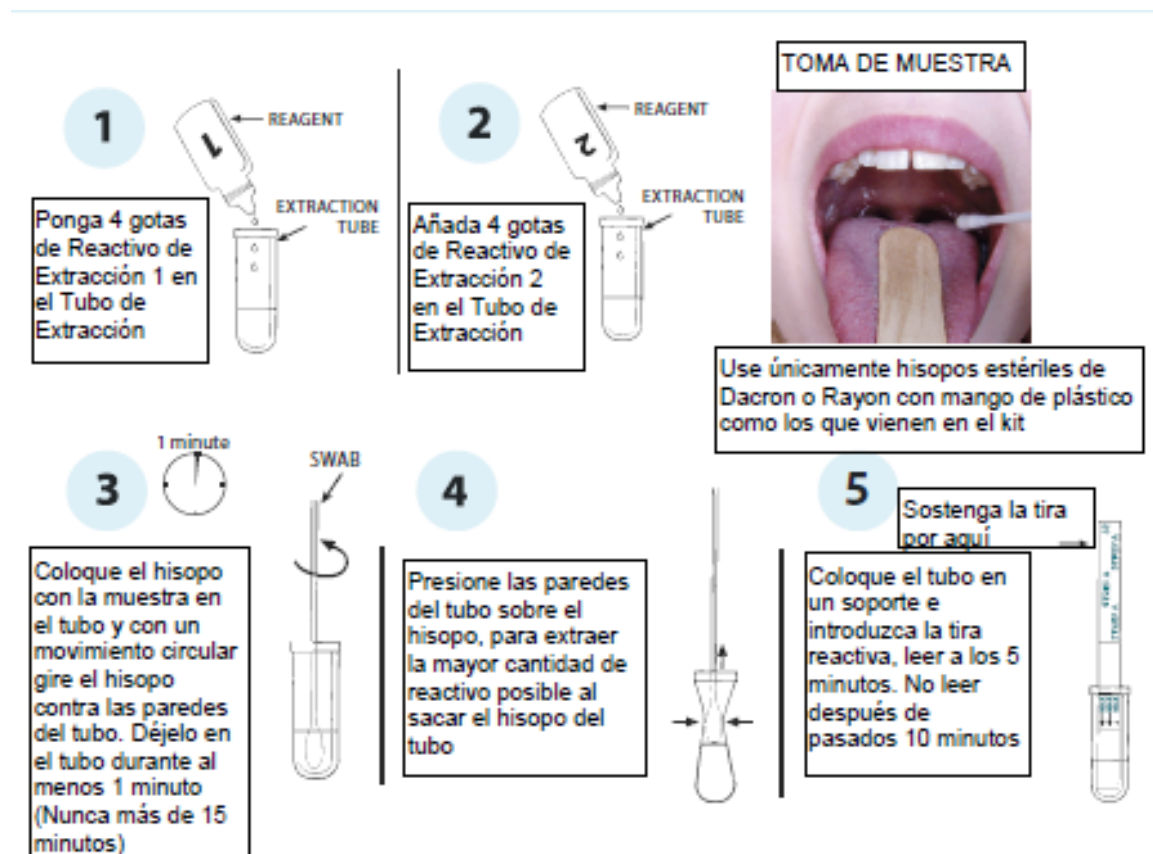 1
REAGENT
1
EXTRACTION
TUBE
Ponga 4 gotas
de Reactivo de
Extracción 1 en
el Tubo de
Extracción
2
REAGENT
2
EXTRACTION
TUBE
Añada 4 gotas
de Reactivo de
Extracción 2
en el Tubo de
Extracción
TOMA DE MUESTRA
Use únicamente hisopos estériles de
Dacron o Rayon con mango de plástico
como los que vienen en el kit
3
1 minute
SWAB
Coloque el hisopo
con la muestra en
el tubo y con un
movimiento circular
gire el hisopo
contra las paredes
del tubo. Déjelo en
el tubo durante al
menos 1 minuto
(Nunca más de 15
minutos)
4
Presione las paredes
del tubo sobre el
hisopo, para extraer
la mayor cantidad de
reactivo posible al
sacar el hisopo del
tubo
5
Sostenga la tira
por aquí
Coloque el tubo en
un soporte e
introduzca la tira
reactiva, leer a los 5
minutos. No leer
después de
pasados 10 minutos